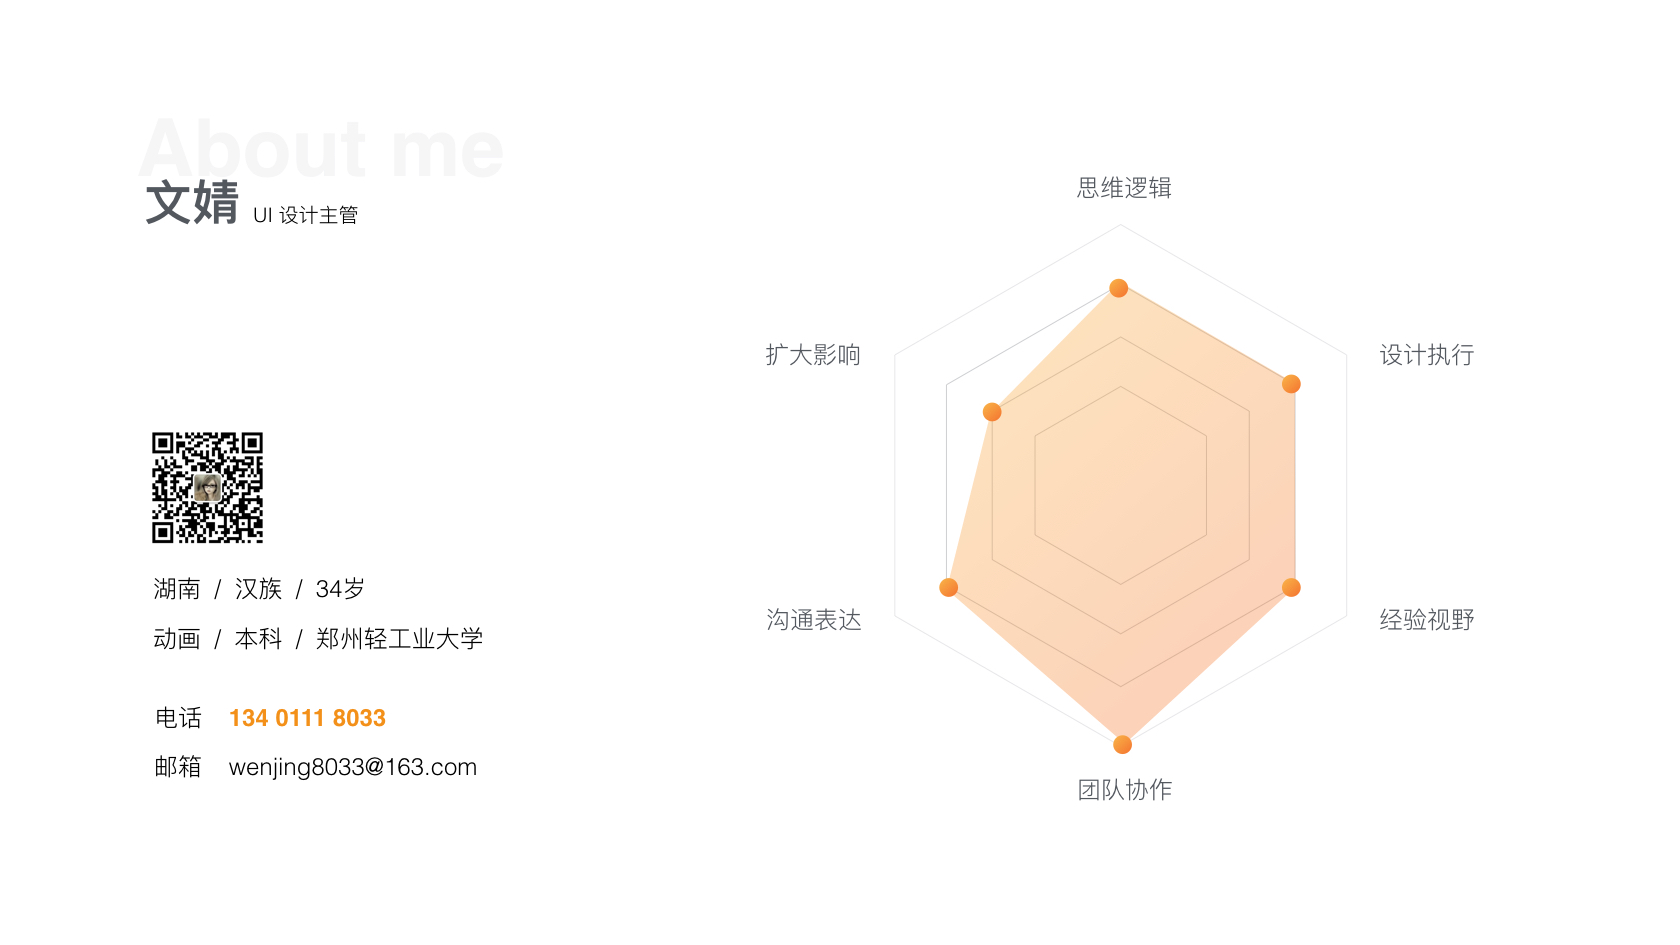 About me
文婧 UI 设计主管
湖南 / 汉族 / 34岁
动画 / 本科 / 郑州轻工业大学
电话 134 0111 8033
邮箱 wenjing8033@163.com
思维逻辑
扩大影响
设计执行
沟通表达
经验视野
团队协作